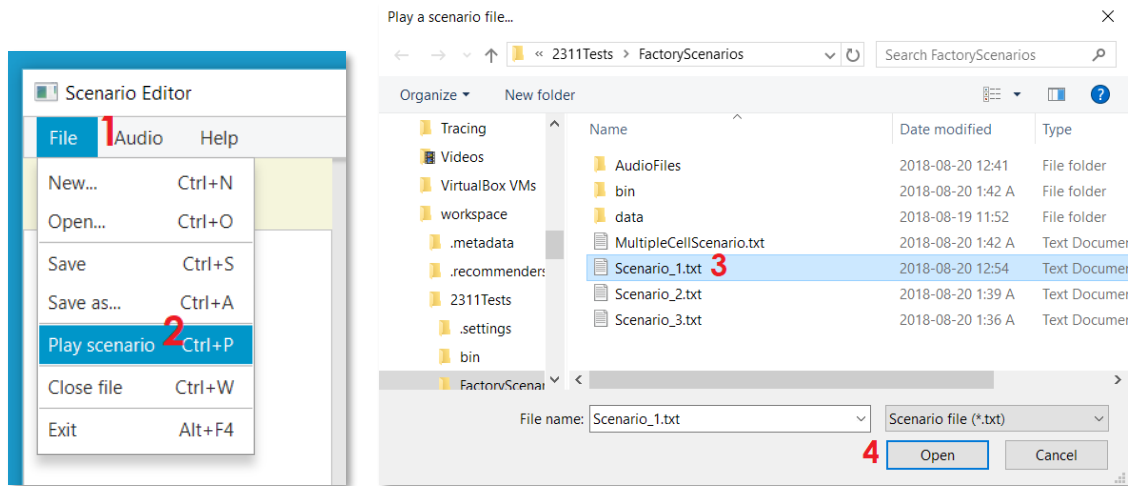 Scenario Editor
File 1 Audio Help
New... Ctrl+N
Open... Ctrl+O
Save Ctrl+S
Save as... Ctrl+A
Play scenario 2 Ctrl+P
Close file Ctrl+W
Exit Alt+F4
Play a scenario file...
« 2311Tests > FactoryScenarios
Search FactoryScenarios
Organize New folder
?
Tracing
Videos
VirtualBox VMs
workspace
.metadata
.recommenders
2311Tests
.settings
bin
FactoryScenar
Name Date modified Type
AudioFiles 2018-08-20 12:41 File folder
bin 2018-08-20 1:42 A File folder
data 2018-08-19 11:52 File folder
MultipleCellScenario.txt 2018-08-20 1:42 A Text Documer
Scenario_1.txt 3 2018-08-20 12:54 Text Documer
Scenario_2.txt 2018-08-20 1:39 A Text Documer
Scenario_3.txt 2018-08-20 1:36 A Text Documer
File name: Scenario_1.txt Scenario file (*.txt)
4 Open Cancel